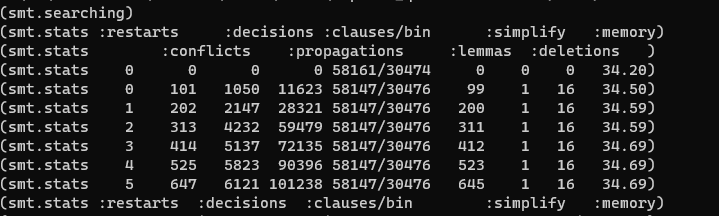 (smt.searching)
(smt.stats :restarts     :decisions :clauses/bin       :simplify   :memory)
(smt.stats        :conflicts    :propagations      :lemmas  :deletions   )
(smt.stats    0      0      0      0 58161/30474     0    0    0   34.20)
(smt.stats    0    101   1050  11623 58147/30476    99    1   16   34.50)
(smt.stats    1    202   2147  28321 58147/30476   200    1   16   34.59)
(smt.stats    2    313   4232  59479 58147/30476   311    1   16   34.59)
(smt.stats    3    414   5137  72135 58147/30476   412    1   16   34.69)
(smt.stats    4    525   5823  90396 58147/30476   523    1   16   34.69)
(smt.stats    5    647   6121 101238 58147/30476   645    1   16   34.69)
(smt.stats :restarts  :decisions  :clauses/bin       :simplify   :memory)